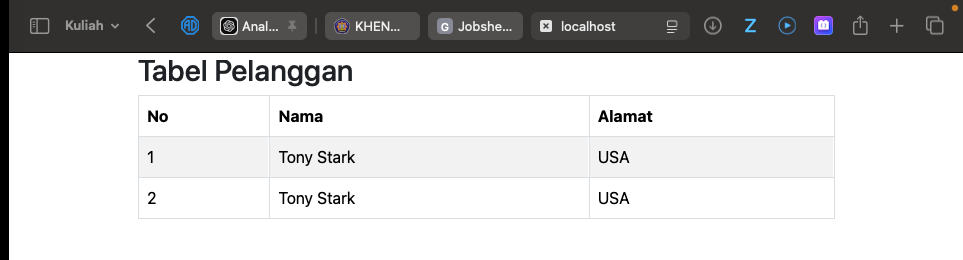 Kuliah
Anal...
KHEN...
G Jobshe...
localhost
Z
Tabel Pelanggan
No Nama Alamat
1 Tony Stark USA
2 Tony Stark USA